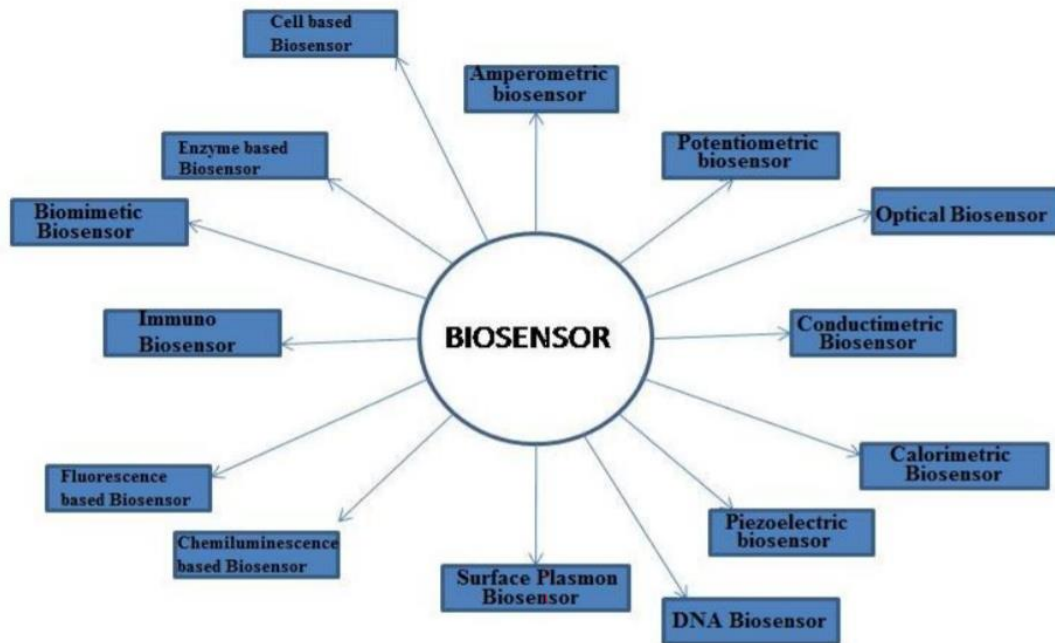 Cell based
Biosensor
Amperometric
biosensor
Enzyme based
Biosensor
Potentiometric
biosensor
Biomimetic
Biosensor
Optical Biosensor
Immuno
Biosensor
BIOSENSOR
Conductimetric
Biosensor
Fluorescence
based Biosensor
Calorimetric
Biosensor
Chemiluminescence
based Biosensor
Piezoelectric
biosensor
Surface Plasmon
Biosensor
DNA Biosensor